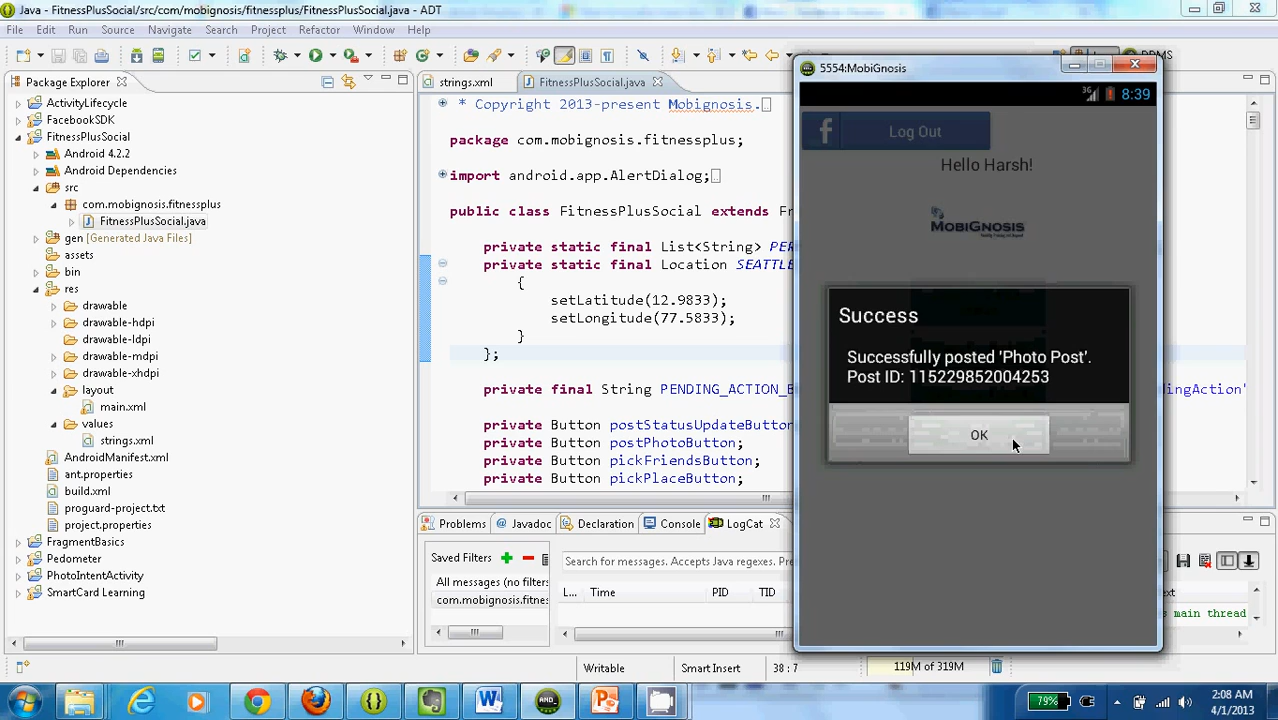 Java - FitnessPlusSocial/src/com/mobignosis/fitnessplus/FitnessPlusSocial.java - ADT
File Edit Run Source Navigate Search Project Refactor Window Help
Package Explorer
ActivityLifecycle
FacebookSDK
FitnessPlusSocial
Android 4.2.2
Android Dependencies
src
com.mobignosis.fitnessplus
FitnessPlusSocial.java
gen [Generated Java Files]
assets
bin
res
drawable
drawable-hdpi
drawable-ldpi
drawable-mdpi
drawable-xhdpi
layout
main.xml
values
strings.xml
AndroidManifest.xml
ant.properties
build.xml
proguard-project.txt
project.properties
FragmentBasics
Pedometer
PhotoIntentActivity
SmartCard Learning
strings.xml
FitnessPlusSocial.java
* Copyright 2013-present Mobignosis.
package com.mobignosis.fitnessplus;
import android.app.AlertDialog;
public class FitnessPlusSocial extends
private static final List<String>
private static final Location SEATTL
{
setLatitude(12.9833);
setLongitude(77.5833);
}
};
private final String PENDING_ACTION_B
ndingAction"
private Button postStatusUpdateButton
private Button postPhotoButton;
private Button pickFriendsButton;
private Button pickPlaceButton;
Problems @ Javadoc Declaration Console LogCat
Saved Filters
All messages (no filter
com.mobignosis.fitnes
Search for messages. Accepts Java regexes. Pre
L... Time PID TID
ext
s main thread
Writable Smart Insert 38 : 7 119M of 319M
5554:MobiGnosis
3G 8:39
f Log Out
Hello Harsh!
MOBIGNOSIS
Success
Successfully posted 'Photo Post'.
Post ID: 115229852004253
OK
79%
2:08 AM
4/1/2013